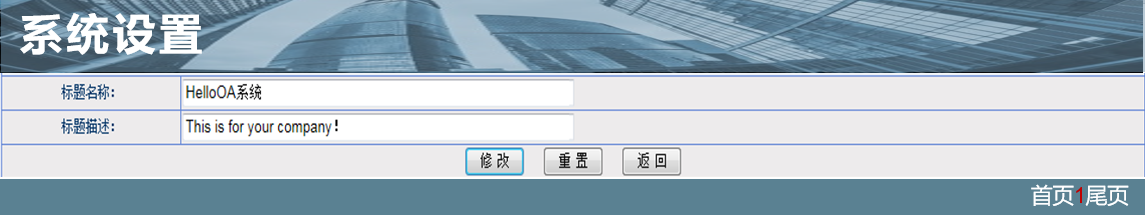 系统设置
标题名称： HelloOA系统
标题描述： This is for your company！
修 改 重 置 返 回
首页1尾页